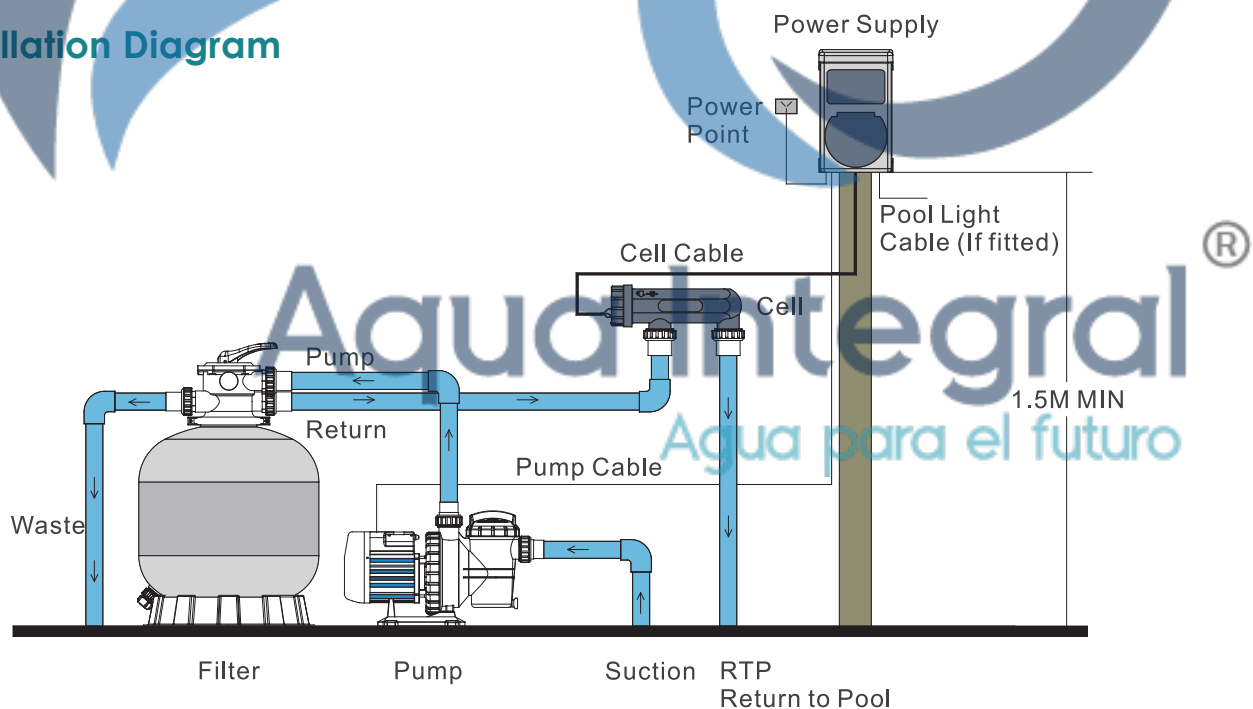 llation Diagram
Power Supply
Power
Point
Pool Light
Cable (If fitted)
Cell Cable
Cell
Aqua Integral ®
Agua para el futuro
Pump
Return
1.5M MIN
Pump Cable
Waste
Filter
Pump
Suction
RTP
Return to Pool